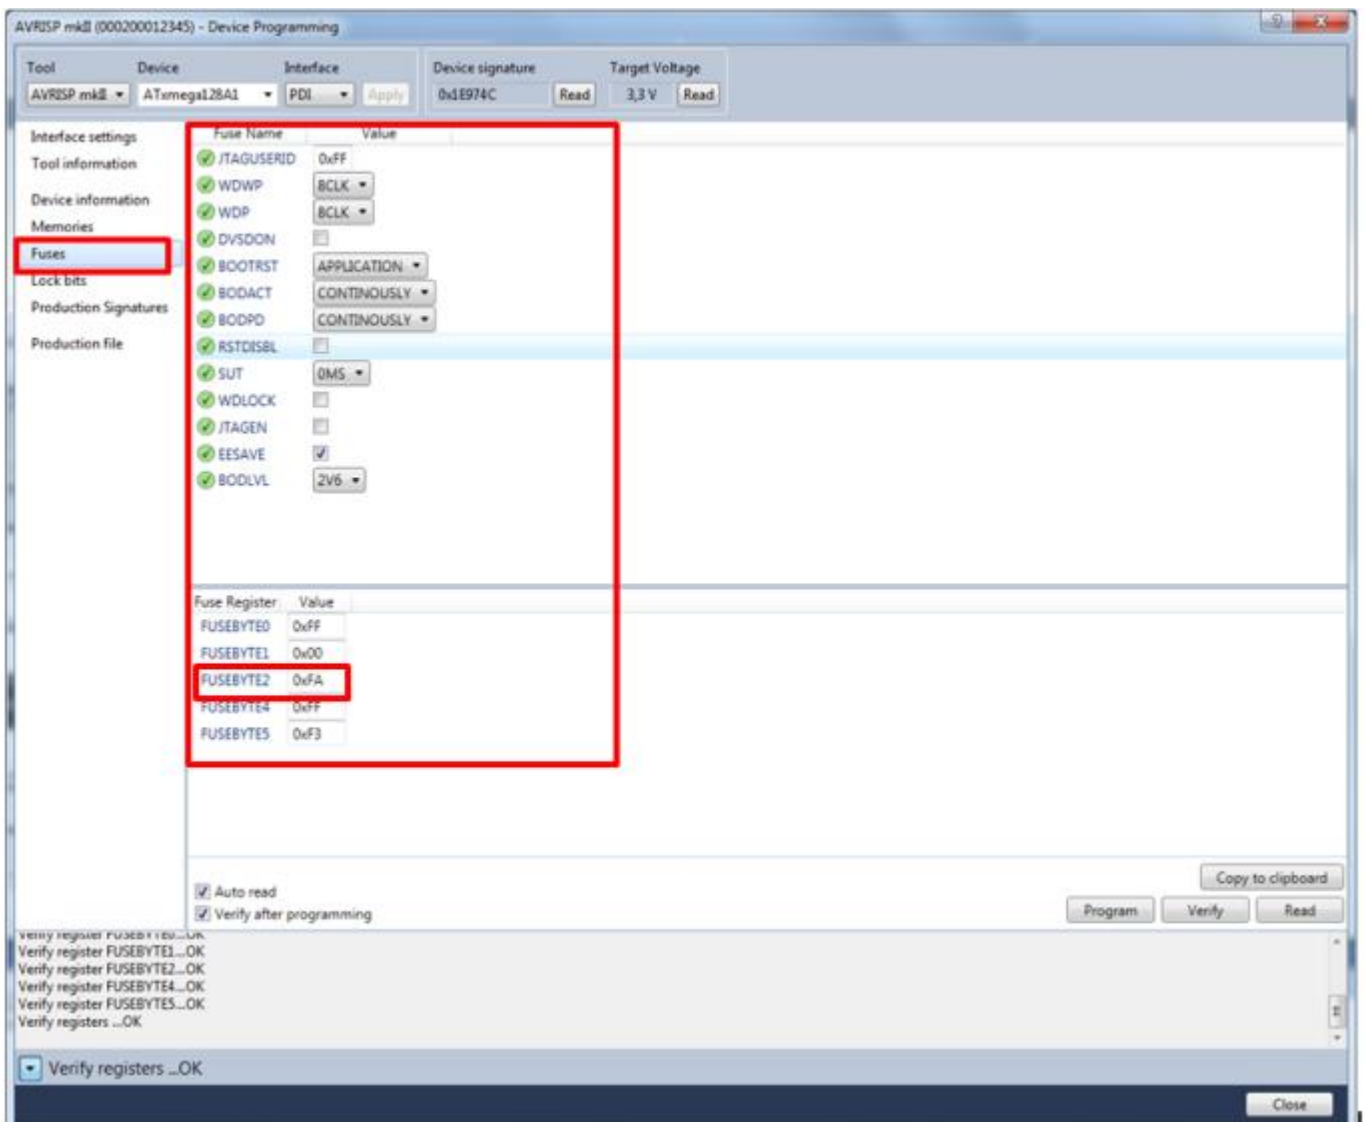 AVRISP mkII (000200012345) - Device Programming
Tool Device Interface Device signature Target Voltage
AVRISP mkII ATxmega128A1 PDI Apply 0x1E974C Read 3,3 V Read
Interface settings
Tool information
Device information
Memories
Fuses
Lock bits
Production Signatures
Production file
Fuse Name Value
JTAGUSERID 0xFF
WDWP 8CLK
WDP 8CLK
DVSDON
BOOTRST APPLICATION
BODACT CONTINOUSLY
BODPD CONTINOUSLY
RSTDISBL
SUT 0MS
WDLOCK
JTAGEN
EESAVE
BODLVL 2V6
Fuse Register Value
FUSEBYTE0 0xFF
FUSEBYTE1 0x00
FUSEBYTE2 0xFA
FUSEBYTE4 0xFF
FUSEBYTE5 0xF3
Copy to clipboard
Auto read
Verify after programming
Program Verify Read
Verify register FUSEBYTE0...OK
Verify register FUSEBYTE1...OK
Verify register FUSEBYTE2...OK
Verify register FUSEBYTE4...OK
Verify register FUSEBYTE5...OK
Verify registers ...OK
Verify registers ...OK
Close